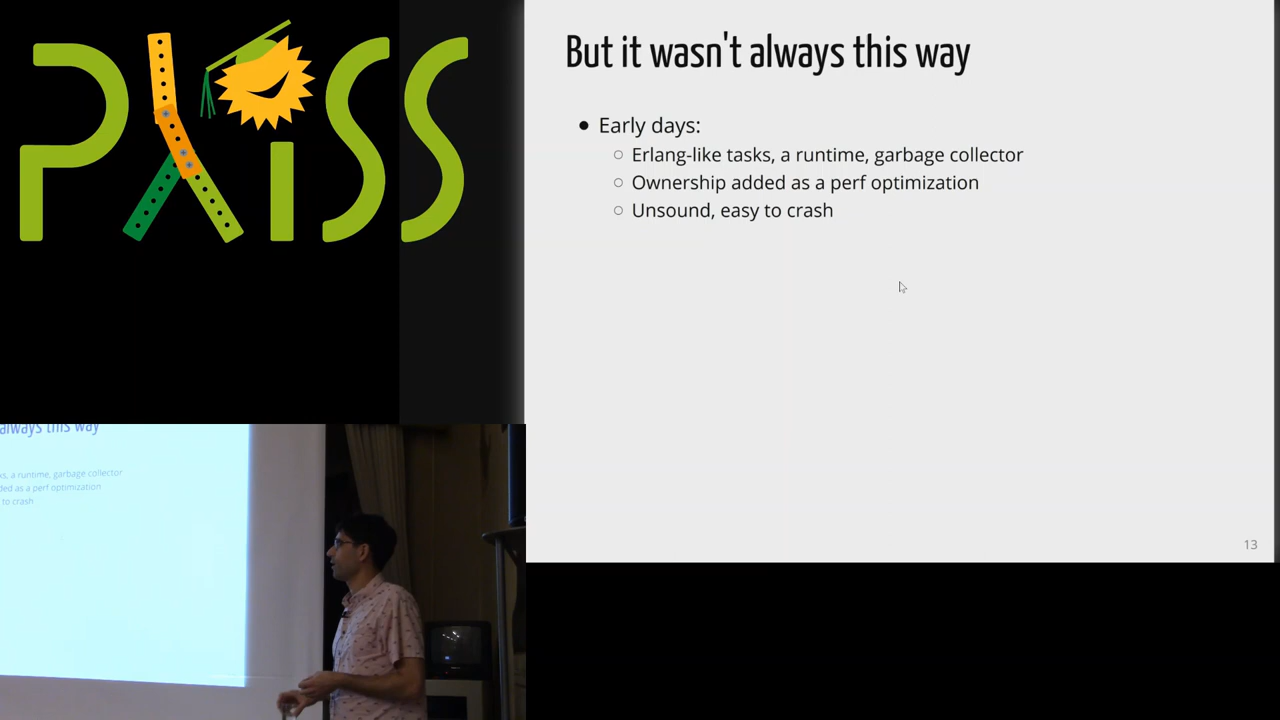 PLISS
But it wasn't always this way
● Early days:
○ Erlang-like tasks, a runtime, garbage collector
○ Ownership added as a perf optimization
○ Unsound, easy to crash
13
always this way
ks, a runtime, garbage collector
ded as a perf optimization
to crash